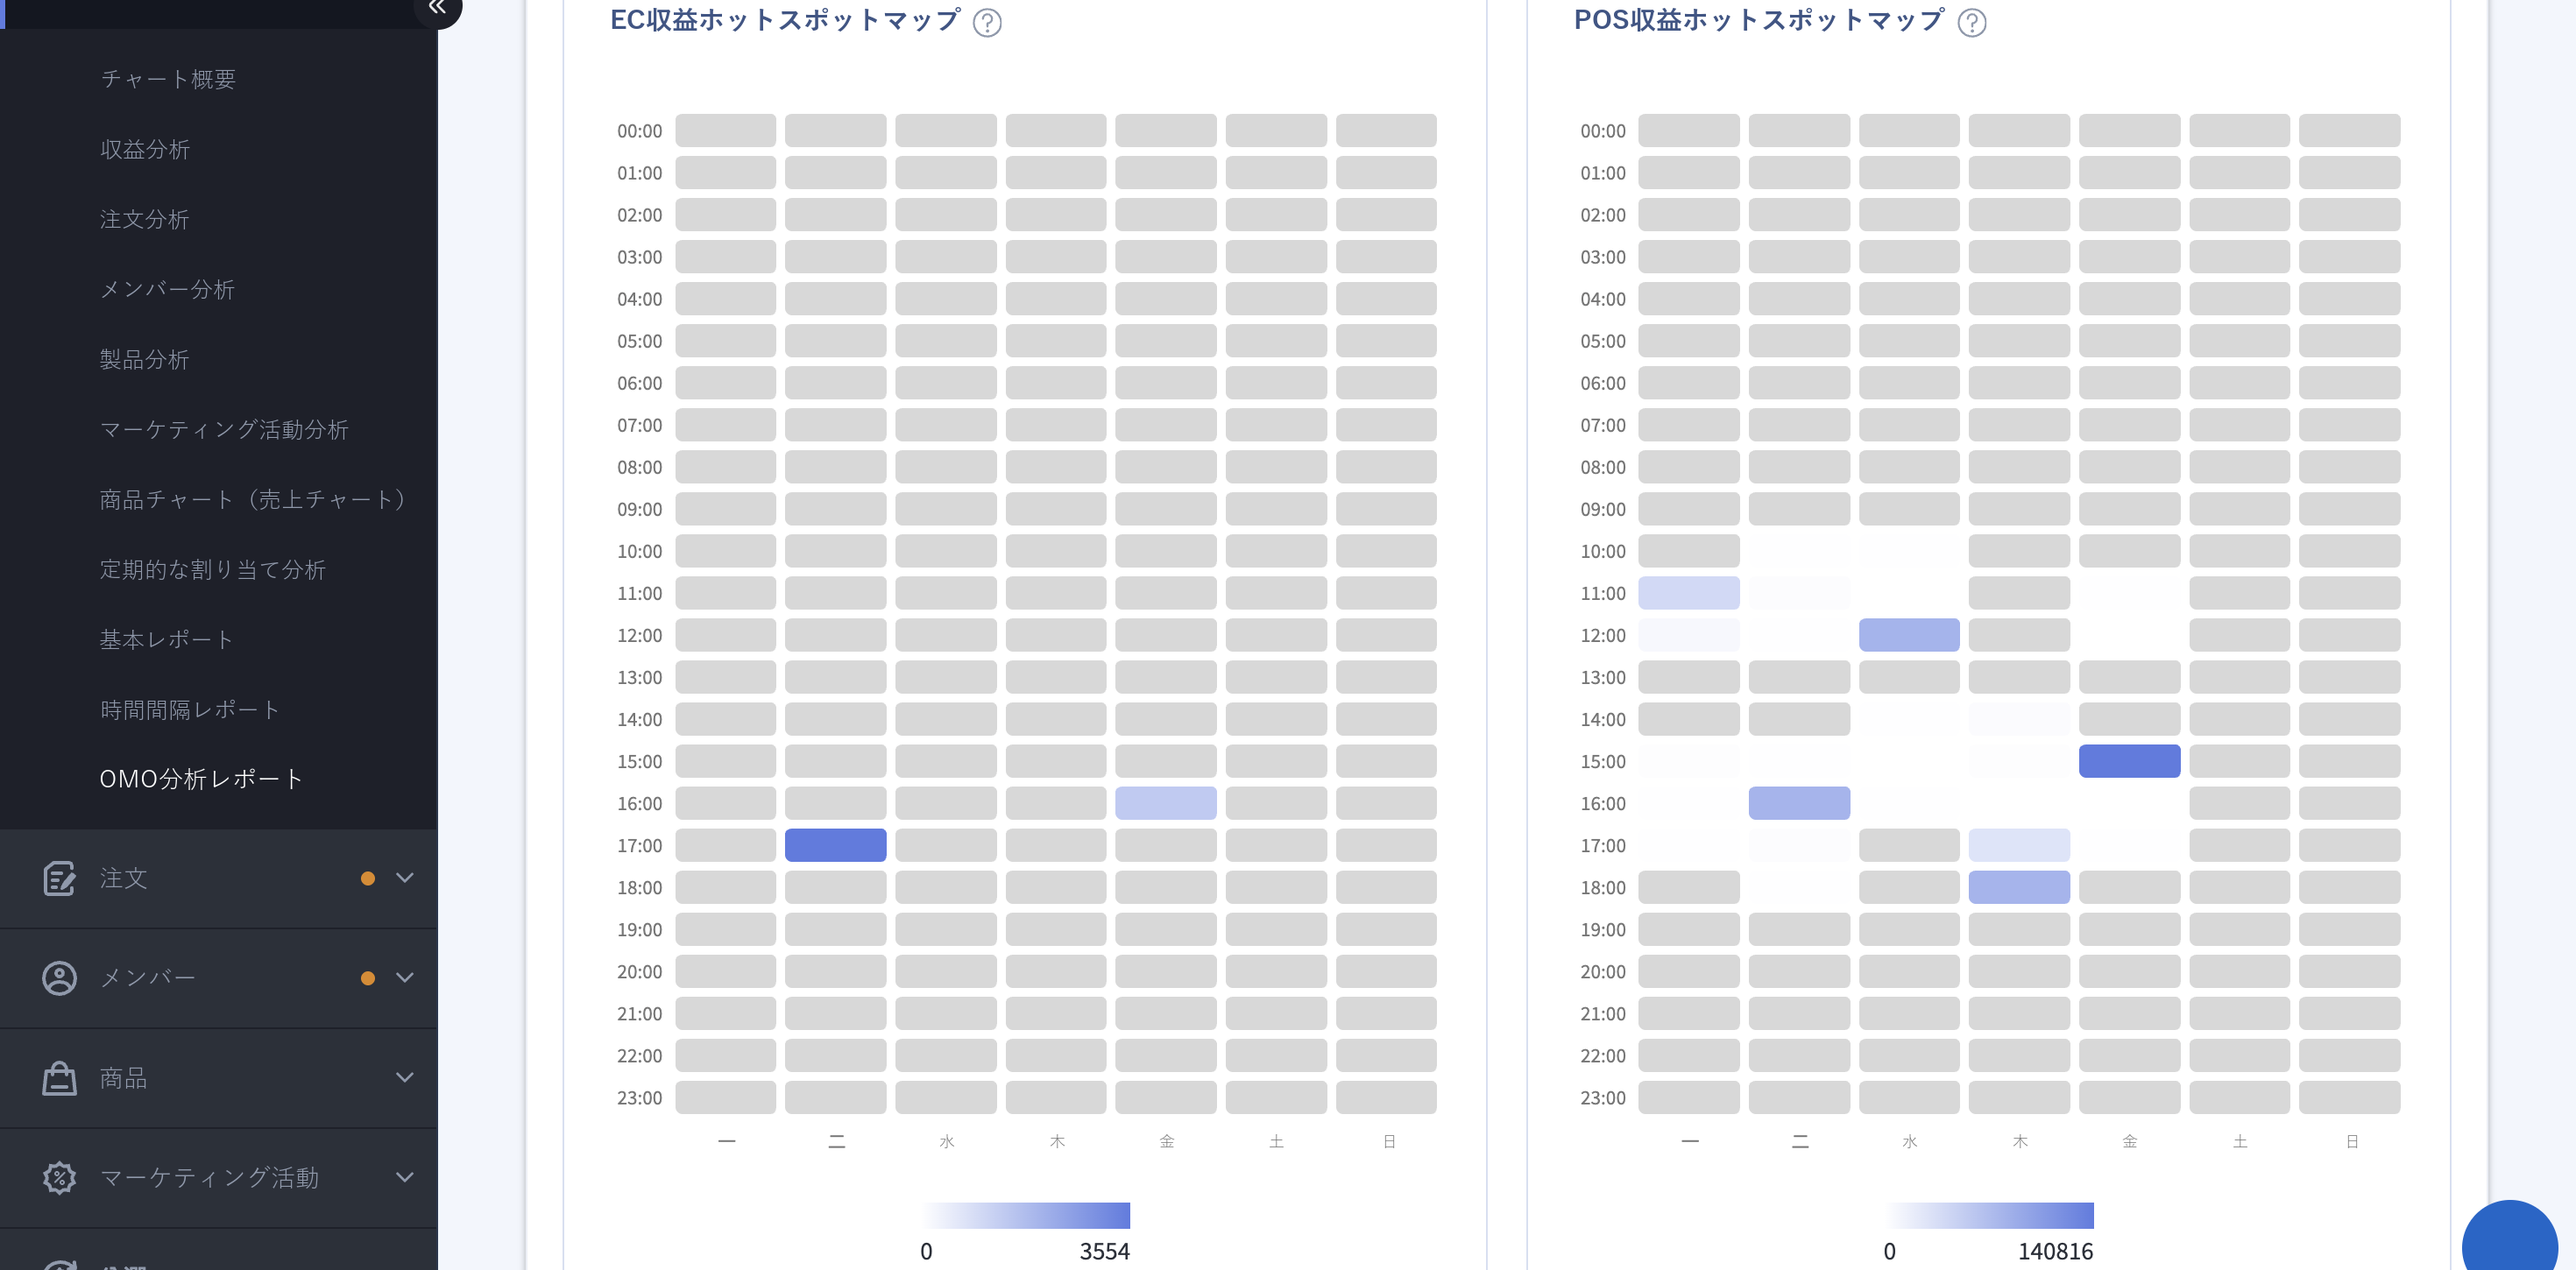 チャート概要
収益分析
注文分析
メンバー分析
製品分析
マーケティング活動分析
商品チャート（売上チャート）
定期的な割り当て分析
基本レポート
時間間隔レポート
OMO分析レポート
注文
メンバー
商品
マーケティング活動
EC収益ホットスポットマップ ?
00:00
01:00
02:00
03:00
04:00
05:00
06:00
07:00
08:00
09:00
10:00
11:00
12:00
13:00
14:00
15:00
16:00
17:00
18:00
19:00
20:00
21:00
22:00
23:00
一 二 水 木 金 土 日
0 3554
POS収益ホットスポットマップ ?
00:00
01:00
02:00
03:00
04:00
05:00
06:00
07:00
08:00
09:00
10:00
11:00
12:00
13:00
14:00
15:00
16:00
17:00
18:00
19:00
20:00
21:00
22:00
23:00
一 二 水 木 金 土 日
0 140816